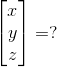 [x
y
z] = ?